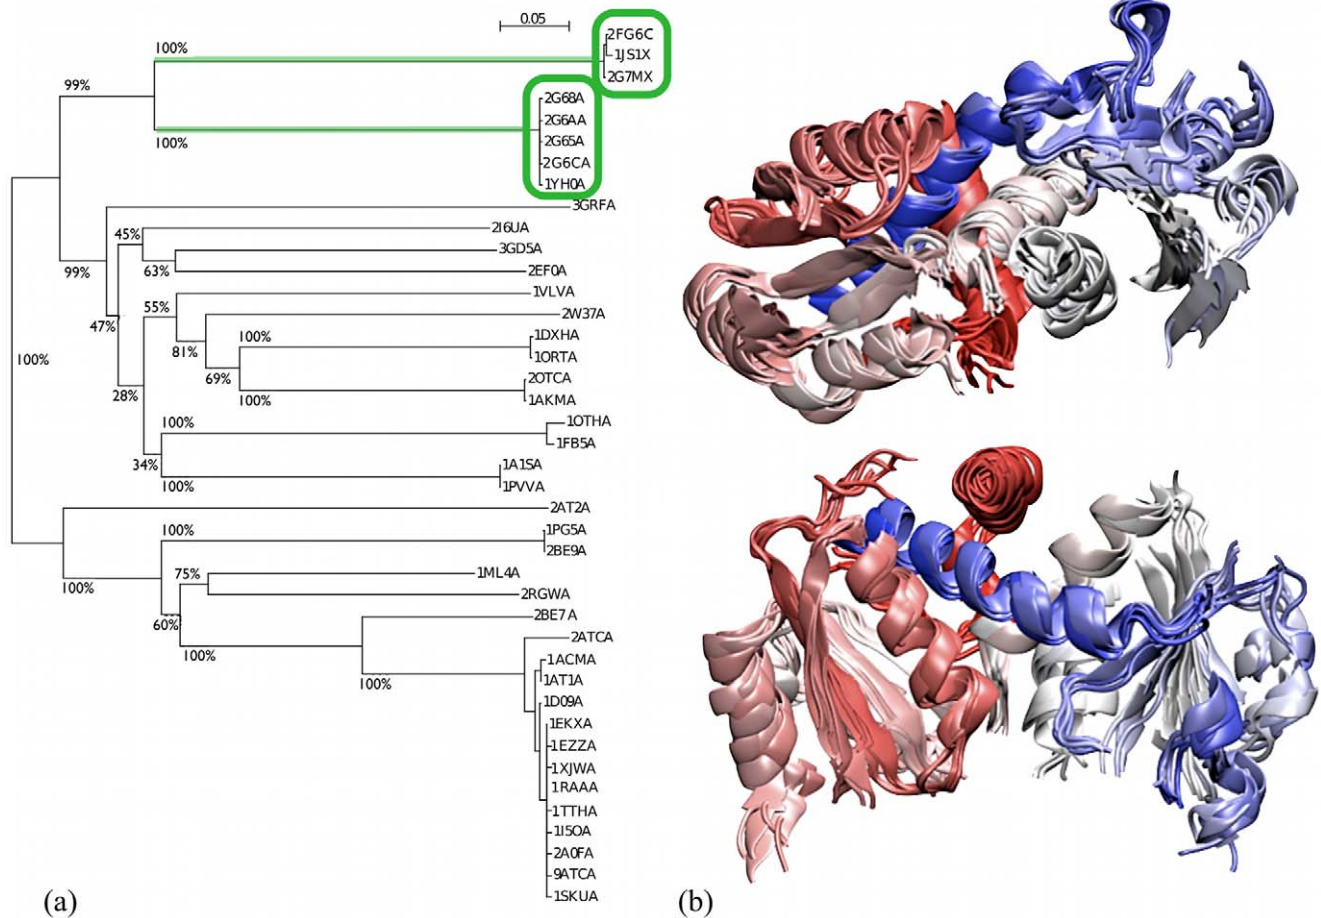 0.05
2FG6C
100%
1JS1X
2G7MX
99%
2G68A
2G6AA
100%
2G65A
2G6CA
1YH0A
3GRFA
45%
2I6UA
3GD5A
99%
63%
2EF0A
55%
1VLVA
47%
2W37A
100%
1DXHA
81%
1ORTA
100%
69%
2OTCA
28%
100%
1AKMA
100%
1OTHA
1FB5A
34%
1A1SA
100%
1PVVA
2AT2A
100%
1PG5A
2BE9A
75%
1ML4A
100%
2RGWA
2BE7A
60%
2ATCA
100%
1ACMA
100%
1AT1A
1D09A
1EKXA
1EZZA
1XJWA
1RAAA
1TTHA
1I5OA
2A0FA
9ATCA
1SKUA
(a)
(b)